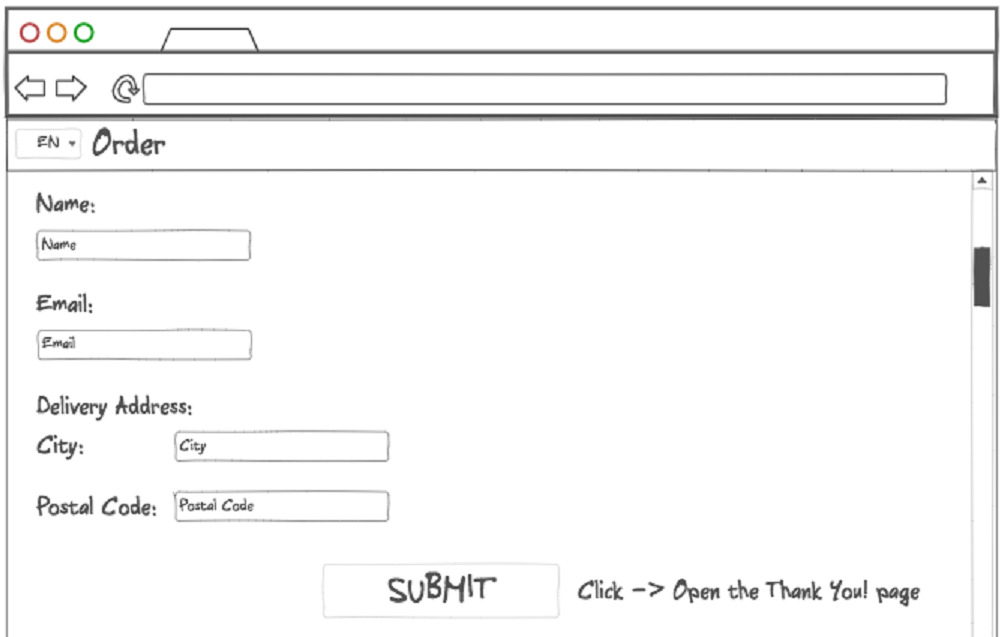 EN Order
Name:
Name
Email:
Email
Delivery Address:
City: City
Postal Code: Postal Code
SUBMIT Click -> Open the Thank You! page